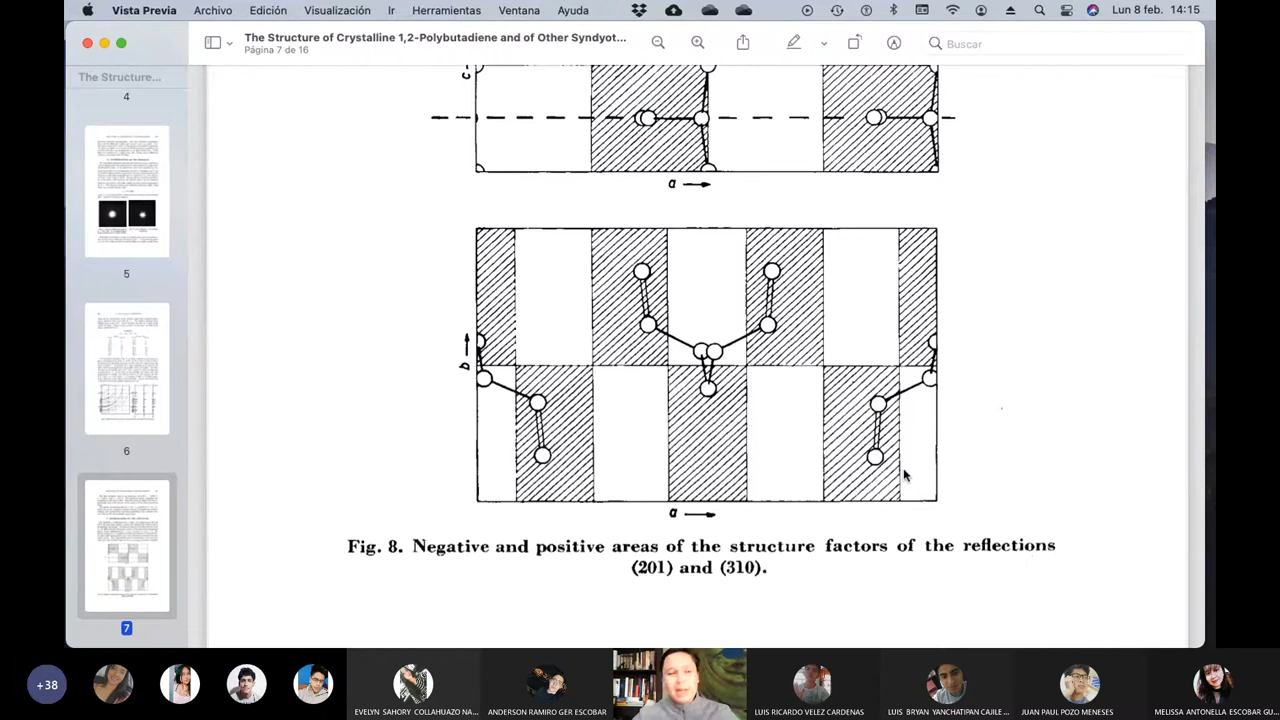 Vista Previa Archivo Edición Visualización Ir Herramientas Ventana Ayuda Lun 8 feb. 14:15
The Structure of Crystalline 1,2-Polybutadiene and of Other Syndyot...
Página 7 de 16
Buscar
The Structure...
4
5
6
7
c
a
b
a
Fig. 8. Negative and positive areas of the structure factors of the reflections
(201) and (310).
+38
EVELYN SAHORY COLLAHUAZO NA...
ANDERSON RAMIRO GER ESCOBAR
LUIS RICARDO VELEZ CARDENAS
LUIS BRYAN YANCHATIPAN CAJILE...
JUAN PAUL POZO MENESES
MELISSA ANTONELLA ESCOBAR GU...